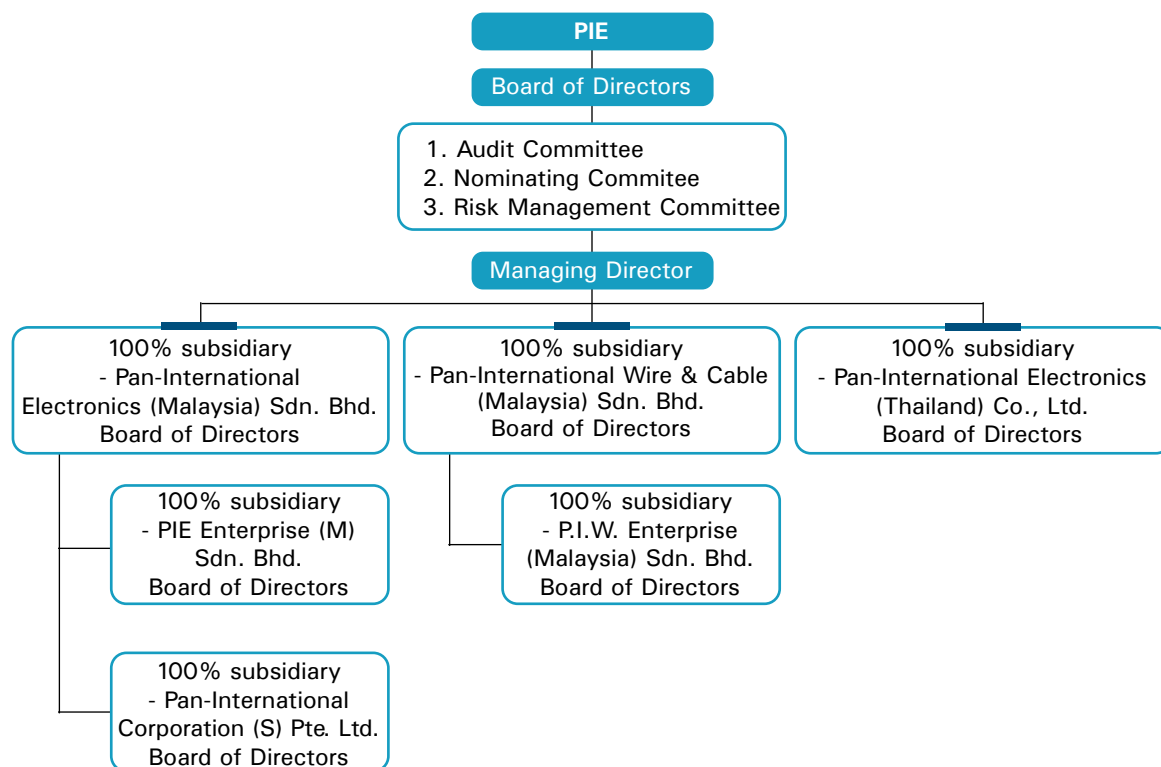 PIE
Board of Directors
1. Audit Committee
2. Nominating Commitee
3. Risk Management Committee
Managing Director
100% subsidiary
- Pan-International
Electronics (Malaysia) Sdn. Bhd.
Board of Directors
100% subsidiary
- Pan-International Wire & Cable
(Malaysia) Sdn. Bhd.
Board of Directors
100% subsidiary
- Pan-International Electronics
(Thailand) Co., Ltd.
Board of Directors
100% subsidiary
- PIE Enterprise (M)
Sdn. Bhd.
Board of Directors
100% subsidiary
- P.I.W. Enterprise
(Malaysia) Sdn. Bhd.
Board of Directors
100% subsidiary
- Pan-International
Corporation (S) Pte. Ltd.
Board of Directors